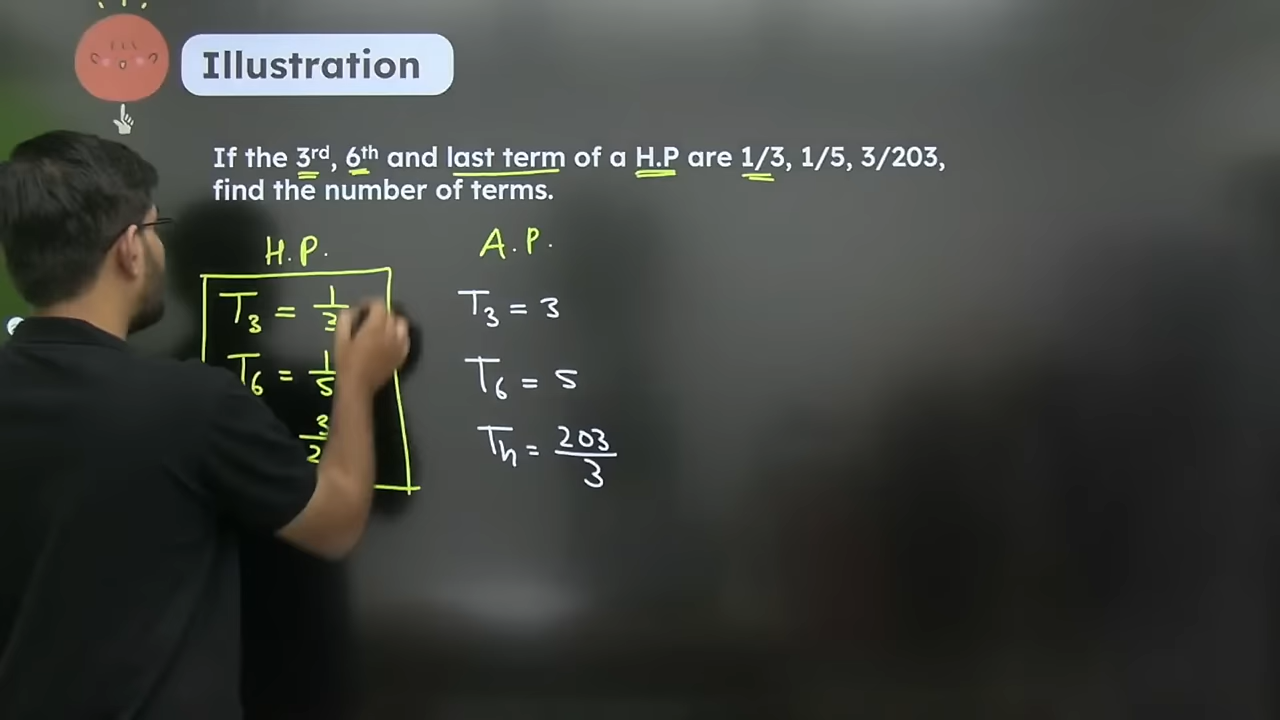 Illustration
If the 3rd, 6th and last term of a H.P are 1/3, 1/5, 3/203,
find the number of terms.
H.P. A.P.
T3 = 1/3 T3 = 3
T6 = 1/5 T6 = 5
Tn = 203/3